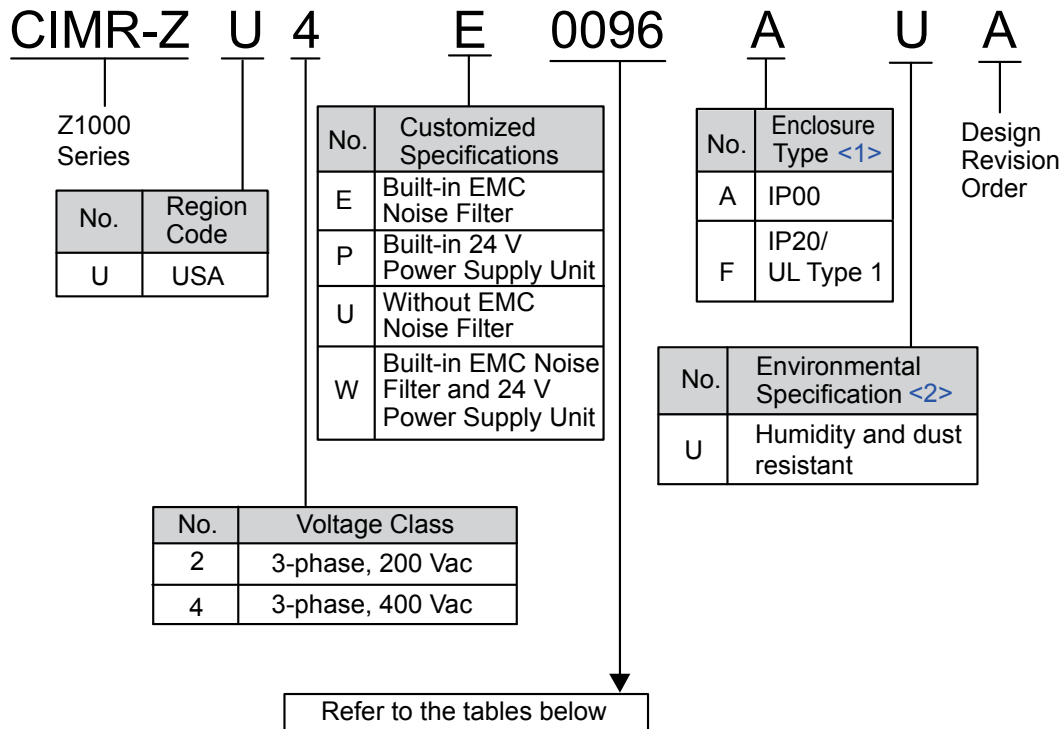 CIMR-Z U 4 E 0096 A U A
Z1000
Series
No. Region
Code
U USA
No. Customized
Specifications
E Built-in EMC
Noise Filter
P Built-in 24 V
Power Supply Unit
U Without EMC
Noise Filter
W Built-in EMC Noise
Filter and 24 V
Power Supply Unit
No. Enclosure
Type <1>
A IP00
F IP20/
UL Type 1
Design
Revision
Order
No. Environmental
Specification <2>
U Humidity and dust
resistant
No. Voltage Class
2 3-phase, 200 Vac
4 3-phase, 400 Vac
Refer to the tables below